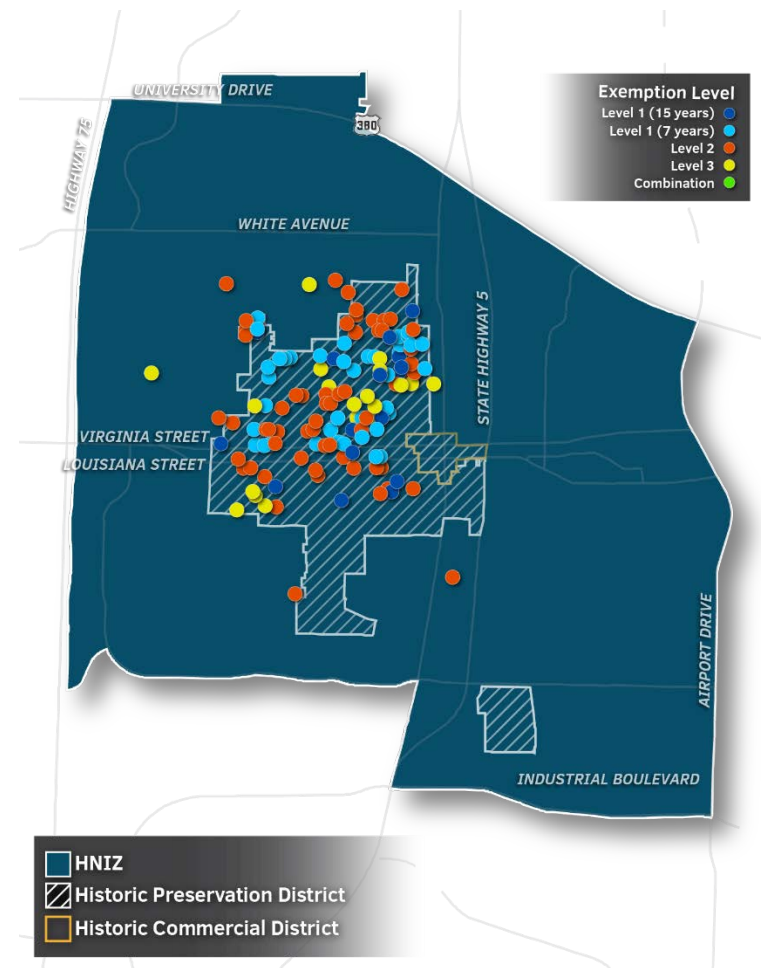 UNIVERSITY DRIVE
380
HIGHWAY 75
Exemption Level
Level 1 (15 years)
Level 1 (7 years)
Level 2
Level 3
Combination
WHITE AVENUE
STATE HIGHWAY 5
VIRGINIA STREET
LOUISIANA STREET
AIRPORT DRIVE
INDUSTRIAL BOULEVARD
HNIZ
Historic Preservation District
Historic Commercial District